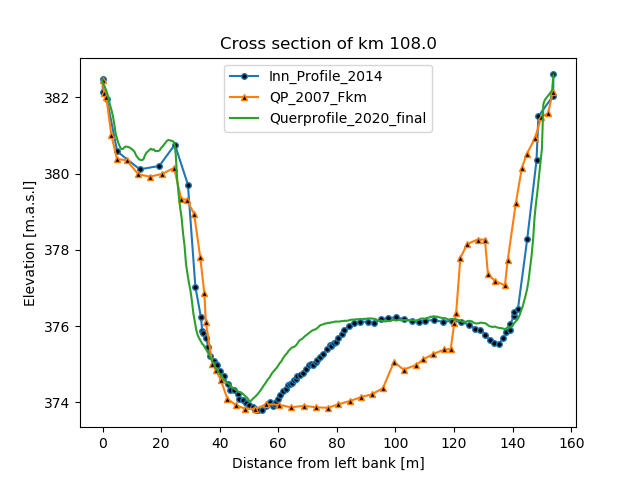 Cross section of km 108.0
Inn_Profile_2014
QP_2007_Fkm
Querprofile_2020_final
Elevation [m.a.s.l]
382
380
378
376
374
0
20
40
60
80
100
120
140
160
Distance from left bank [m]